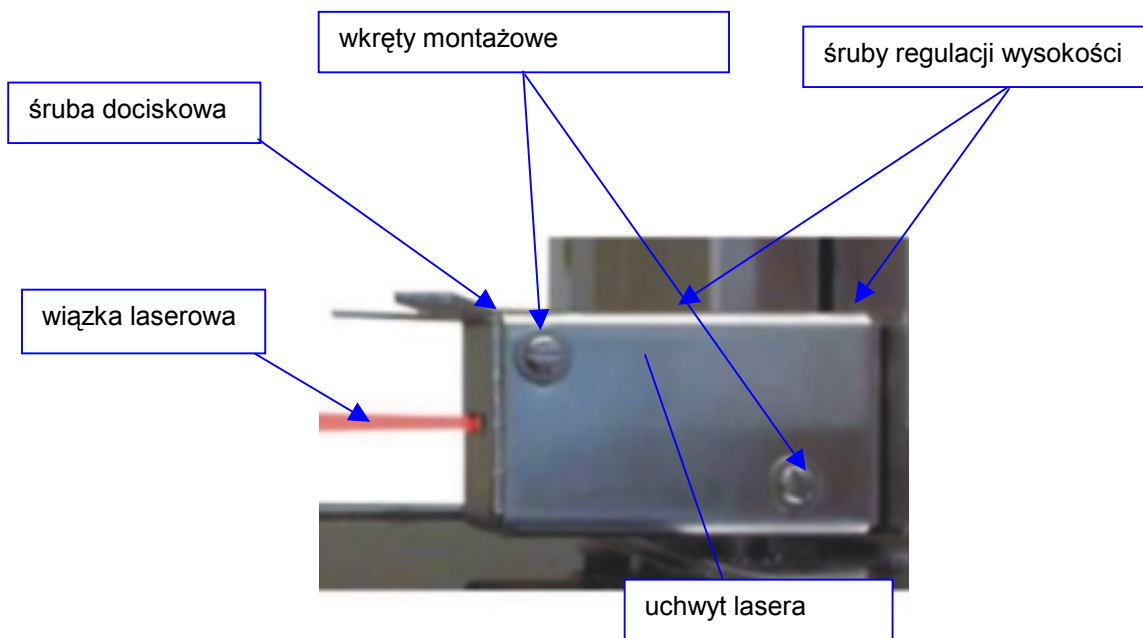 wkręty montażowe
śruby regulacji wysokości
śruba dociskowa
wiązka laserowa
uchwyt lasera